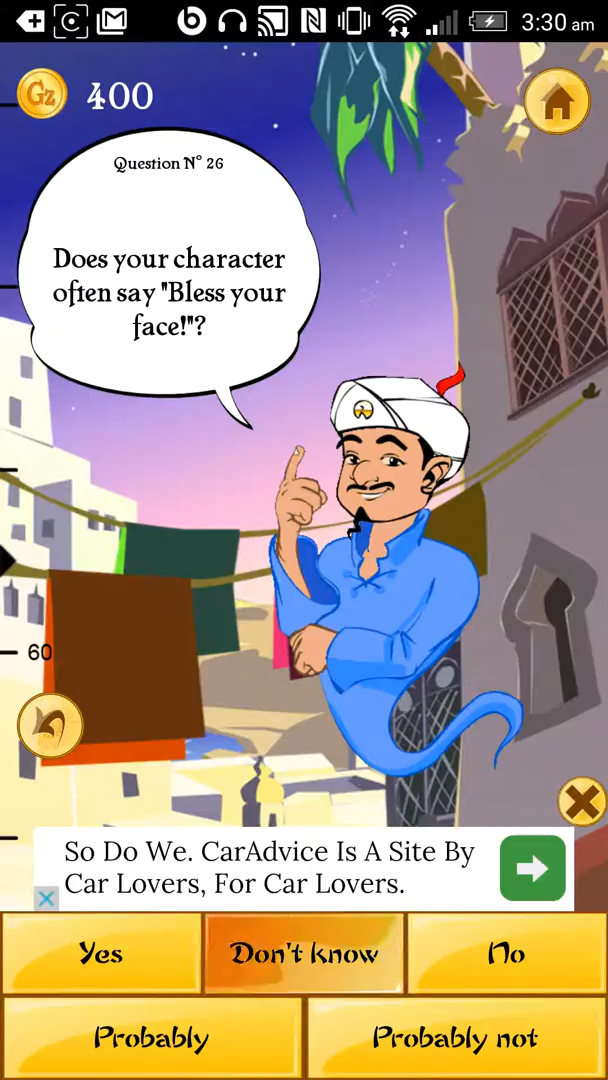 3:30 am
Gz 400
Question N° 26
Does your character
often say "Bless your
face!"?
60
So Do We. CarAdvice Is A Site By
Car Lovers, For Car Lovers.
Yes
Don't know
No
Probably
Probably not